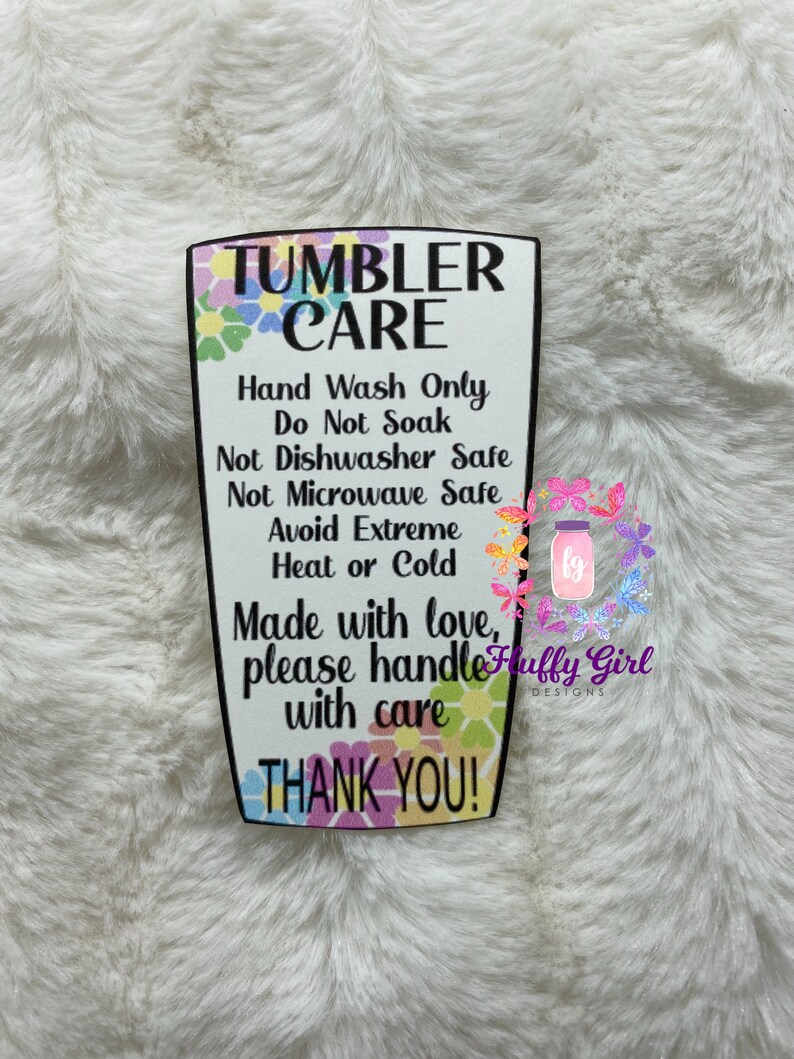 TUMBLER
CARE
Hand Wash Only
Do Not Soak
Not Dishwasher Safe
Not Microwave Safe
Avoid Extreme
Heat or Cold
Made with love,
please handle
with care
THANK YOU!
fg
Fluffy Girl
DESIGNS